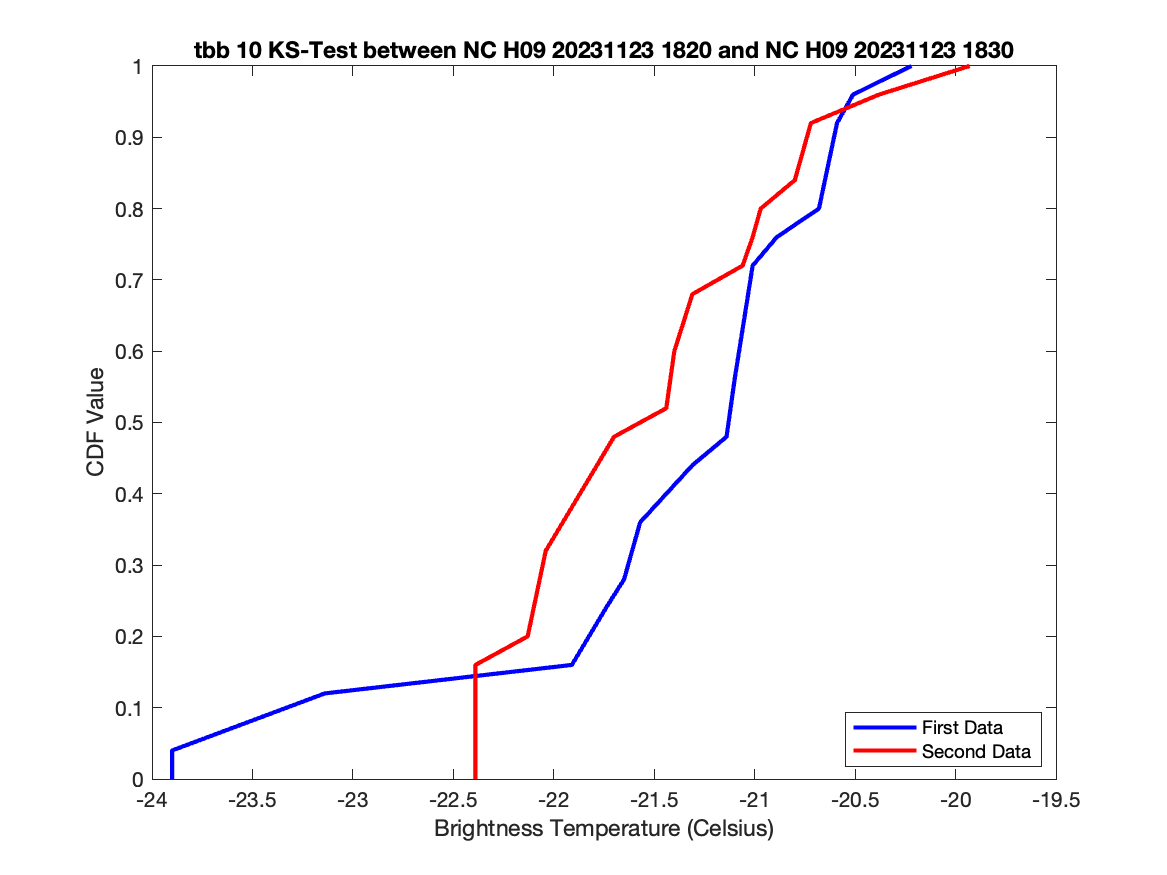 tbb 10 KS-Test between NC H09 20231123 1820 and NC H09 20231123 1830
1
0.9
0.8
0.7
0.6
0.5
0.4
0.3
0.2
0.1
0
CDF Value
First Data
Second Data
-24 -23.5 -23 -22.5 -22 -21.5 -21 -20.5 -20 -19.5
Brightness Temperature (Celsius)